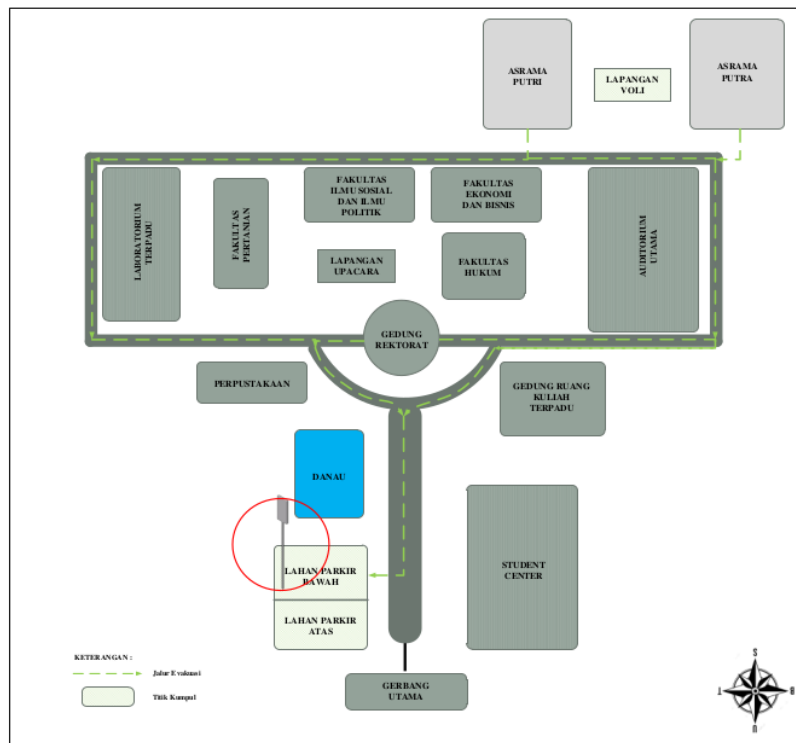 ASRAMA
PUTRI
LAPANGAN
VOLI
ASRAMA
PUTRA
LABORATORIUM
TERPADU
FAKULTAS
PERTANIAN
FAKULTAS
ILMU SOSIAL
DAN ILMU
POLITIK
FAKULTAS
EKONOMI
DAN BISNIS
AUDITORIUM
UTAMA
LAPANGAN
UPACARA
FAKULTAS
HUKUM
GEDUNG
REKTORAT
PERPUSTAKAAN
GEDUNG RUANG
KULIAH
TERPADU
DANAU
STUDENT
CENTER
LAHAN PARKIR
BAWAH
LAHAN PARKIR
ATAS
GERBANG
UTAMA
KETERANGAN :
Jalur Evakuasi
Titik Kumpul
S
T
B
U